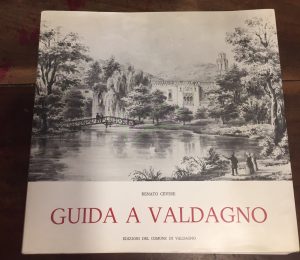 RENATO CEVESE
GUIDA A VALDAGNO
EDIZIONI DEL COMUNE DI VALDAGNO